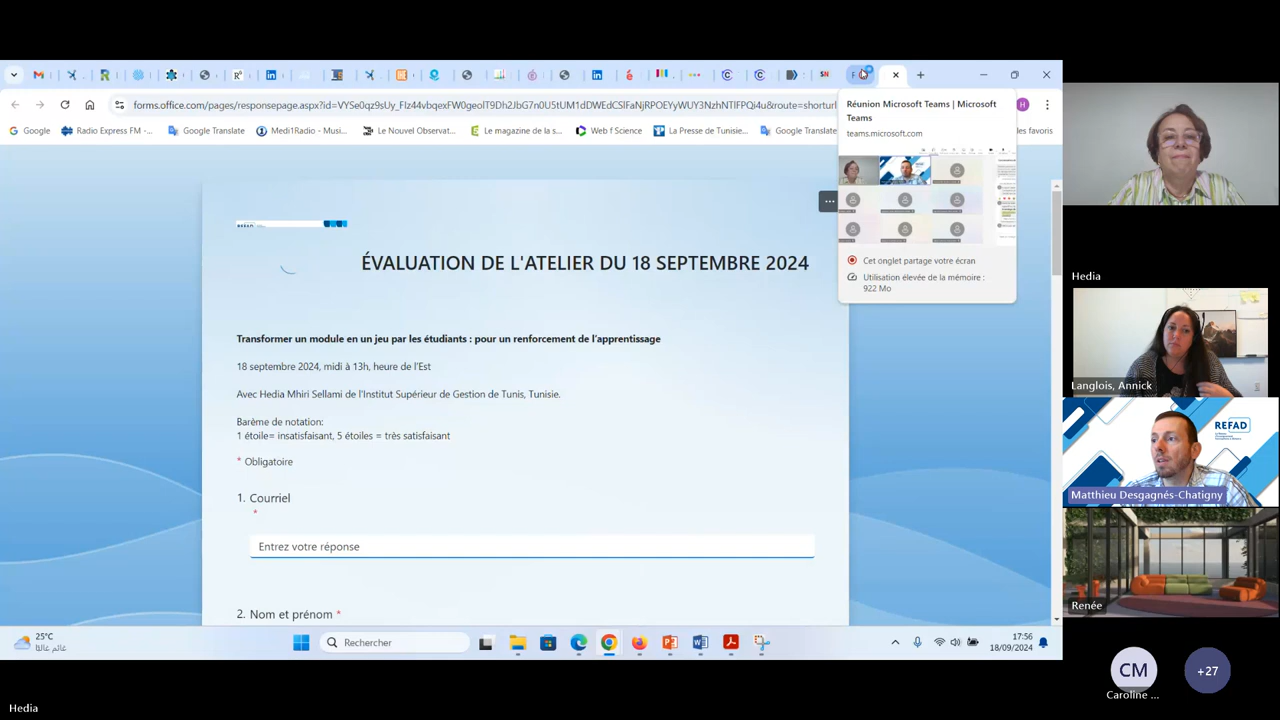 forms.office.com/pages/responsepage.aspx?id=VYSe0qz9sUy_Flz44vbqexFW0geolT9Dh2JbG7n0U5tUM1dDWEdCSlFaNjRPOEYyWUY3NzhNTlFPQi4u&route=shorturl
Google
Radio Express FM -...
Google Translate
Medi1Radio - Musi...
Le Nouvel Observat...
Le magazine de la s...
Web f Science
La Presse de Tunisie...
Google Translate
les favoris
Réunion Microsoft Teams | Microsoft
Teams
teams.microsoft.com
Cet onglet partage votre écran
Utilisation élevée de la mémoire :
922 Mo
ÉVALUATION DE L'ATELIER DU 18 SEPTEMBRE 2024
Transformer un module en un jeu par les étudiants : pour un renforcement de l'apprentissage
18 septembre 2024, midi à 13h, heure de l'Est
Avec Hedia Mhiri Sellami de l'Institut Supérieur de Gestion de Tunis, Tunisie.
Barème de notation:
1 étoile= insatisfaisant, 5 étoiles = très satisfaisant
* Obligatoire
1. Courriel
*
Entrez votre réponse
2. Nom et prénom *
25°C
غائم غالبًا
Rechercher
17:56
18/09/2024
Hedia
Langlois, Annick
REFAD
Matthieu Desgagnés-Chatigny
Renée
CM
Caroline ...
+27
Hedia